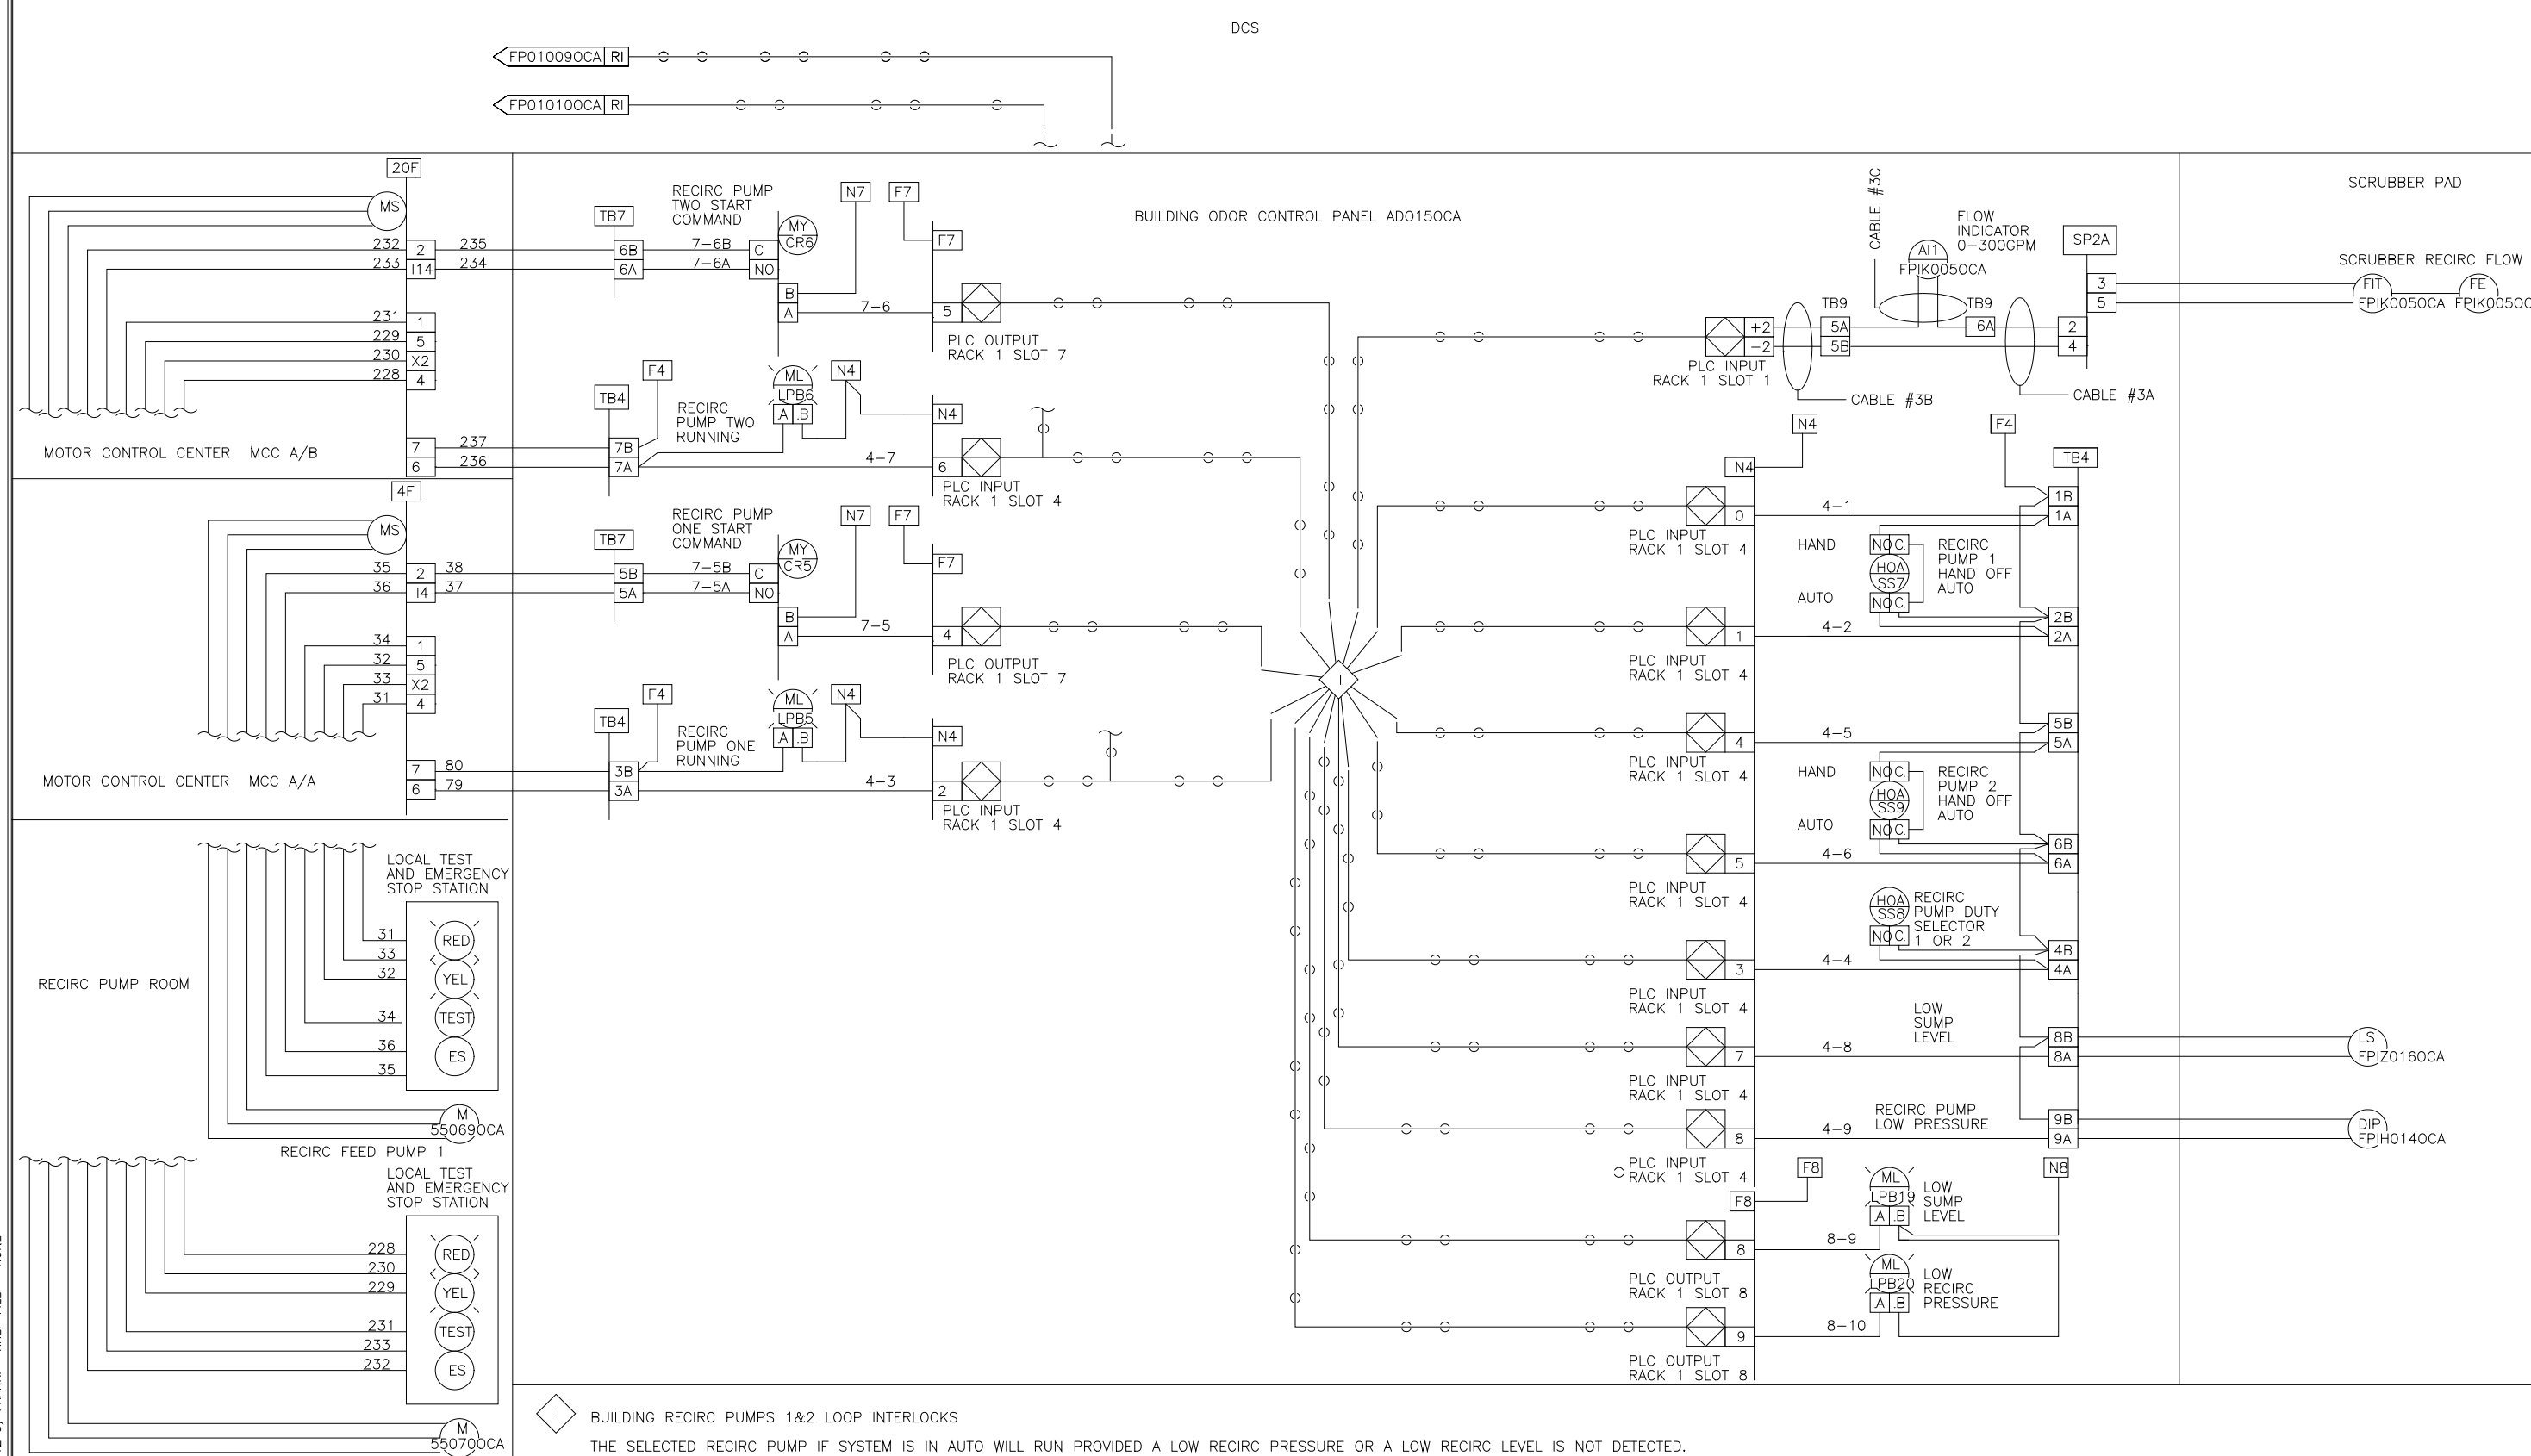 DCS
FP01009OCA RI
FP01010OCA RI
20F
MS
232 2 235
233 I14 234
231 1
229 5
230 X2
228 4
7 237
6 236
MOTOR CONTROL CENTER MCC A/B
TB7
6B 7-6B C
6A 7-6A NO
RECIRC PUMP
TWO START
COMMAND
MY
CR6
N7
F7
F7
B
A
7-6
5
PLC OUTPUT
RACK 1 SLOT 7
F4
TB4
RECIRC
PUMP TWO
RUNNING
7B
7A
ML
LPB6
A B
N4
N4
4-7
6
PLC INPUT
RACK 1 SLOT 4
4F
MS
35 2 38
36 I4 37
34 1
32 5
33 X2
31 4
7 80
6 79
MOTOR CONTROL CENTER MCC A/A
TB7
5B 7-5B C
5A 7-5A NO
RECIRC PUMP
ONE START
COMMAND
MY
CR5
N7
F7
F7
B
A
7-5
4
PLC OUTPUT
RACK 1 SLOT 7
F4
TB4
RECIRC
PUMP ONE
RUNNING
3B
3A
ML
LPB5
A B
N4
N4
4-3
2
PLC INPUT
RACK 1 SLOT 4
BUILDING ODOR CONTROL PANEL AD0150CA
I
CABLE #3C
FLOW
INDICATOR
0-300GPM
AI1
FPIK005OCA
SP2A
TB9
TB9
+2 5A 6A 2
-2 5B 4
3
5
PLC INPUT
RACK 1 SLOT 1
CABLE #3B
CABLE #3A
SCRUBBER PAD
SCRUBBER RECIRC FLOW
FIT
FPIK005OCA
FE
FPIK005OC
N4
F4
TB4
N4
0 4-1
1B
1A
PLC INPUT
RACK 1 SLOT 4
HAND
NO C.
HOA
SS7
RECIRC
PUMP 1
HAND OFF
AUTO
AUTO
NO C.
2B
1 4-2 2A
PLC INPUT
RACK 1 SLOT 4
5B
4 4-5 5A
PLC INPUT
RACK 1 SLOT 4
HAND
NO C.
HOA
SS9
RECIRC
PUMP 2
HAND OFF
AUTO
AUTO
NO C.
6B
5 4-6 6A
PLC INPUT
RACK 1 SLOT 4
HOA
SS8
NO C.
RECIRC
PUMP DUTY
SELECTOR
1 OR 2
4B
3 4-4 4A
PLC INPUT
RACK 1 SLOT 4
LOW
SUMP
LEVEL
8B
7 4-8 8A
LS
FPIZ016OCA
PLC INPUT
RACK 1 SLOT 4
RECIRC PUMP
LOW PRESSURE
9B
8 4-9 9A
DIP
FPIH014OCA
PLC INPUT
RACK 1 SLOT 4
F8
N8
F8
ML
LPB19
A B
LOW
SUMP
LEVEL
8 8-9
PLC OUTPUT
RACK 1 SLOT 8
ML
LPB20
A B
LOW
RECIRC
PRESSURE
9 8-10
PLC OUTPUT
RACK 1 SLOT 8
LOCAL TEST
AND EMERGENCY
STOP STATION
RECIRC PUMP ROOM
31 RED
33
32 YEL
34 TEST
36 ES
35
M
55069OCA
RECIRC FEED PUMP 1
LOCAL TEST
AND EMERGENCY
STOP STATION
228 RED
230
229 YEL
231 TEST
233
232 ES
M
55070OCA
I
BUILDING RECIRC PUMPS 1&2 LOOP INTERLOCKS
THE SELECTED RECIRC PUMP IF SYSTEM IS IN AUTO WILL RUN PROVIDED A LOW RECIRC PRESSURE OR A LOW RECIRC LEVEL IS NOT DETECTED.